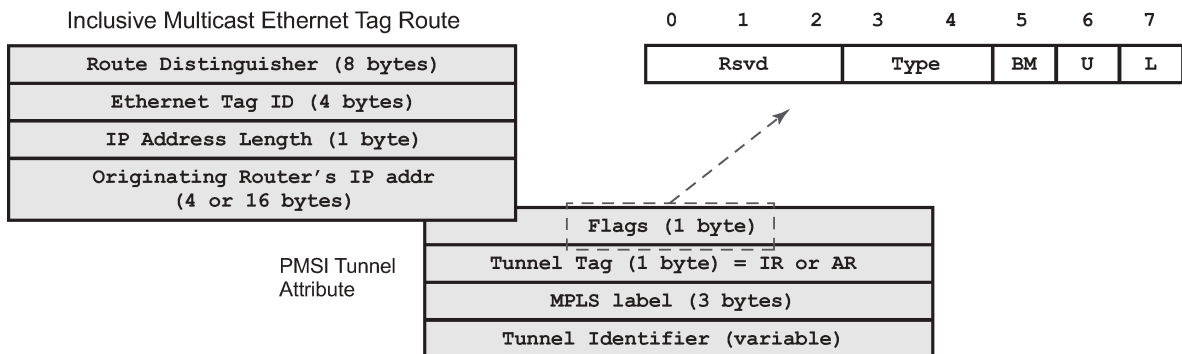 Inclusive Multicast Ethernet Tag Route
Route Distinguisher (8 bytes)
Ethernet Tag ID (4 bytes)
IP Address Length (1 byte)
Originating Router's IP addr
(4 or 16 bytes)
0 1 2 3 4 5 6 7
Rsvd Type BM U L
PMSI Tunnel
Attribute
Flags (1 byte)
Tunnel Tag (1 byte) = IR or AR
MPLS label (3 bytes)
Tunnel Identifier (variable)